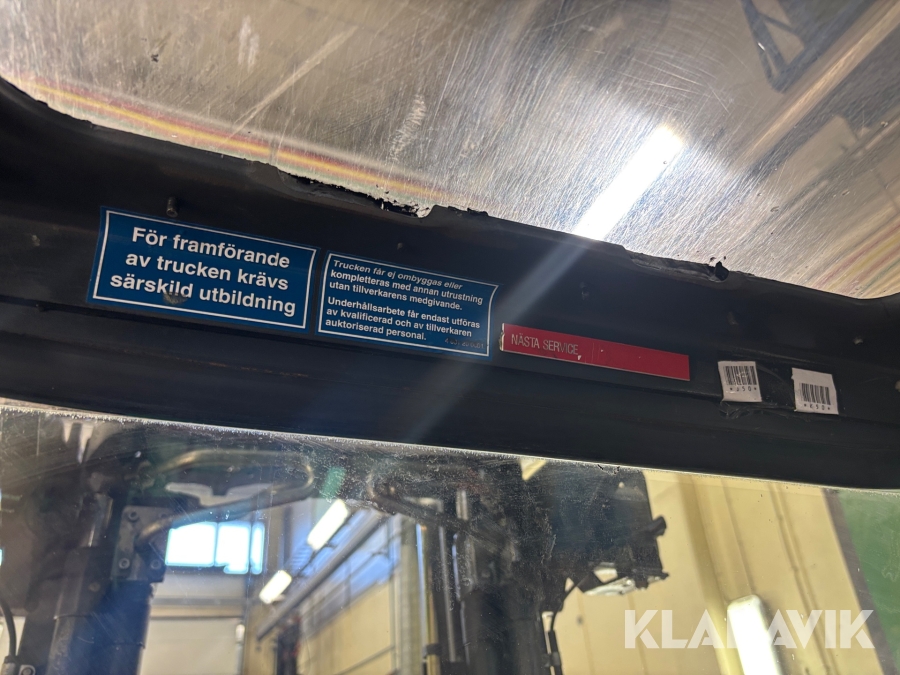 För framförande
av trucken krävs
särskild utbildning
Trucken får ej ombyggas eller
kompletteras med annan utrustning
utan tillverkarens medgivande.
Underhållsarbete får endast utföras
av kvalificerad och av tillverkaren
auktoriserad personal.
NÄSTA SERVICE
KLARAVIK